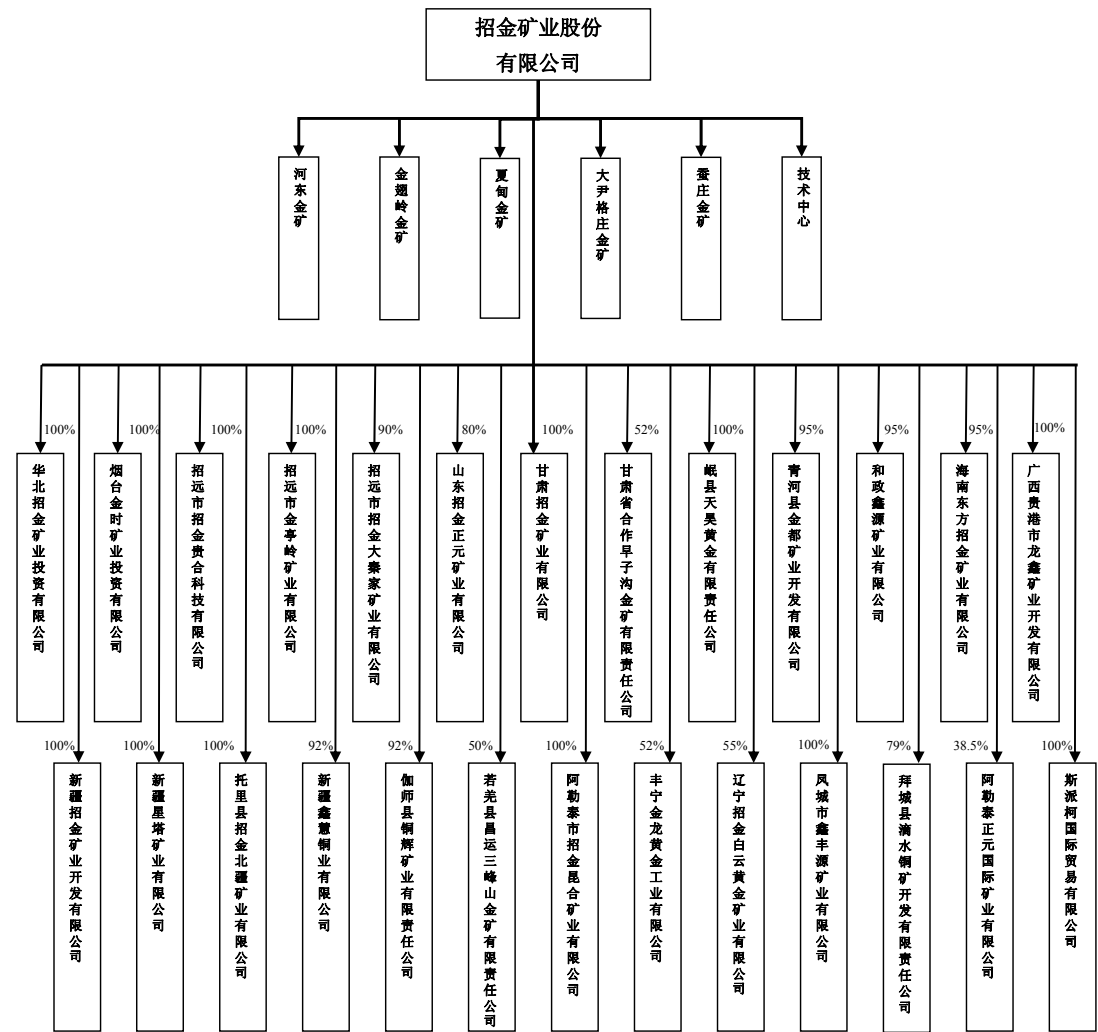 招金矿业股份
有限公司
河东金矿
金翅岭金矿
夏甸金矿
大尹格庄金矿
蚕庄金矿
技术中心
100%
100%
100%
100%
90%
80%
100%
52%
100%
95%
95%
95%
100%
华北招金矿业投资有限公司
烟台金时矿业投资有限公司
招远市招金贵合科技有限公司
招远市金亭岭矿业有限公司
招远市招金大秦家矿业有限公司
山东招金正元矿业有限公司
甘肃招金矿业有限公司
甘肃省合作早子沟金矿有限责任公司
岷县天昊黄金有限责任公司
青河县金都矿业开发有限公司
和政鑫源矿业有限公司
海南东方招金矿业有限公司
广西贵港市龙鑫矿业开发有限公司
100%
100%
100%
92%
92%
50%
100%
52%
55%
100%
79%
38.5%
100%
新疆招金矿业开发有限公司
新疆星塔矿业有限公司
托里县招金北疆矿业有限公司
新疆鑫慧铜业有限公司
伽师县铜辉矿业有限责任公司
若羌县昌运三峰山金矿有限责任公司
阿勒泰市招金昆合矿业有限公司
丰宁金龙黄金工业有限公司
辽宁招金白云黄金矿业有限公司
凤城市鑫丰源矿业有限公司
拜城县滴水铜矿开发有限责任公司
阿勒泰正元国际矿业有限公司
斯派柯国际贸易有限公司